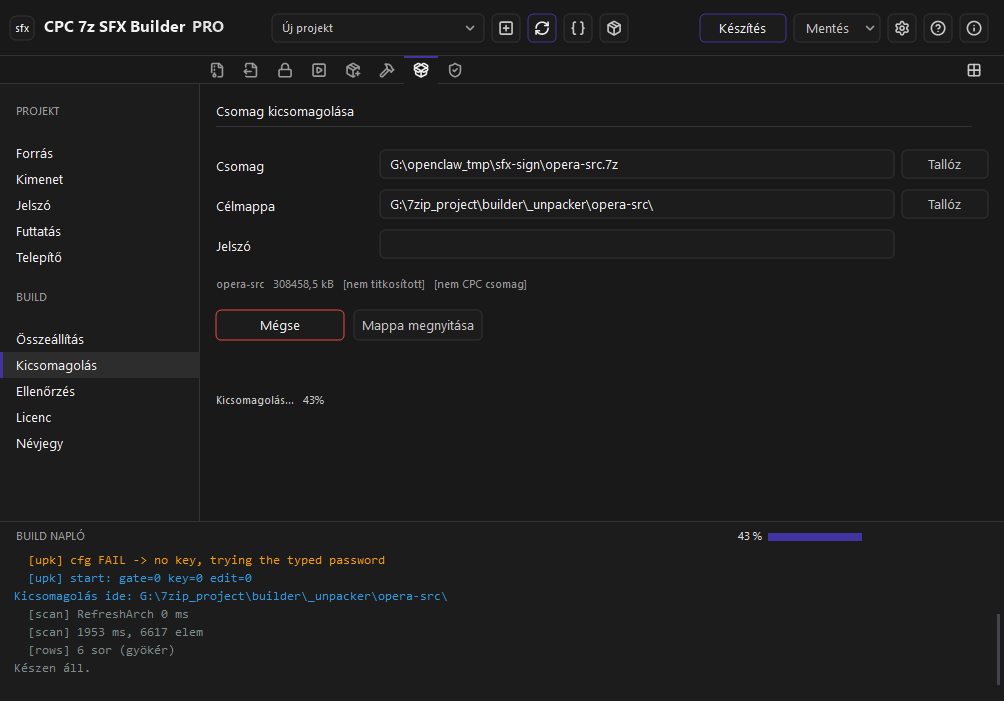 sfx CPC 7z SFX Builder PRO Új projekt { } Készítés Mentés
PROJEKT
Forrás
Kimenet
Jelszó
Futtatás
Telepítő
BUILD
Összeállítás
Kicsomagolás
Ellenőrzés
Licenc
Névjegy
Csomag kicsomagolása
Csomag G:\openclaw_tmp\sfx-sign\opera-src.7z Tallóz
Célmappa G:\7zip_project\builder\_unpacker\opera-src\ Tallóz
Jelszó
opera-src 308458,5 kB [nem titkosított] [nem CPC csomag]
Mégse Mappa megnyitása
Kicsomagolás... 43%
BUILD NAPLÓ 43 %
[upk] cfg FAIL -> no key, trying the typed password
[upk] start: gate=0 key=0 edit=0
Kicsomagolás ide: G:\7zip_project\builder\_unpacker\opera-src\
[scan] RefreshArch 0 ms
[scan] 1953 ms, 6617 elem
[rows] 6 sor (gyökér)
Készen áll.